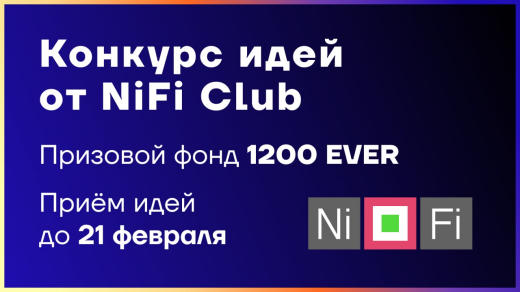 Конкурс идей
от NiFi Club
Призовой фонд 1200 EVER
Приём идей
до 21 февраля
Ni Fi